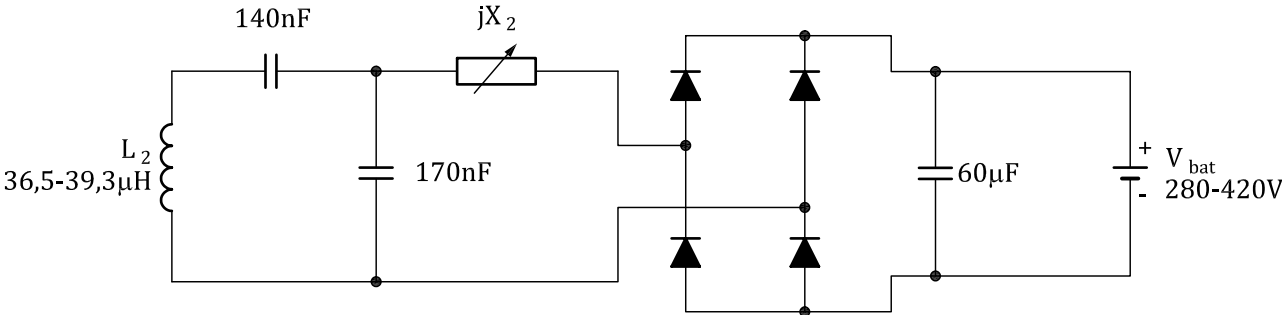 140nF
jX 2
L 2
36,5-39,3μH
170nF
60μF
+
V bat
280-420V
-